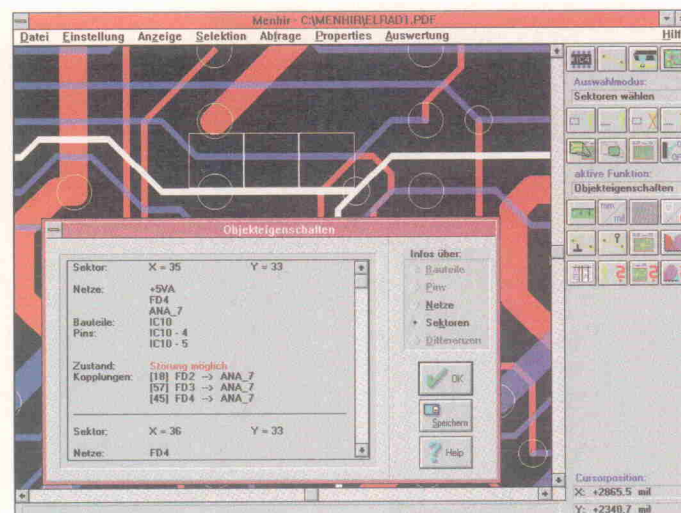 Menhir - C:\MENHIR\ELRAD1.PDF
Datei Einstellung Anzeige Selektion Abfrage Properties Auswertung Hilf
Auswahlmodus:
Sektoren wählen
aktive Funktion:
Objekteigenschaften
mm
mil
Objekteigenschaften
Sektor: X = 35 Y = 33
Netze: +5VA
FD4
ANA_7
Bauteile: IC10
Pins: IC10 - 4
IC10 - 5
Zustand: Störung möglich
Kopplungen: [18] FD2 --> ANA_7
[57] FD3 --> ANA_7
[45] FD4 --> ANA_7
Sektor: X = 36 Y = 33
Netze: FD4
Infos über:
Bauteile
Pins
Netze
Sektoren
Differenzen
OK
Speichern
? Help
Cursorposition:
X: +2865.5 mil
Y: +2340.7 mil